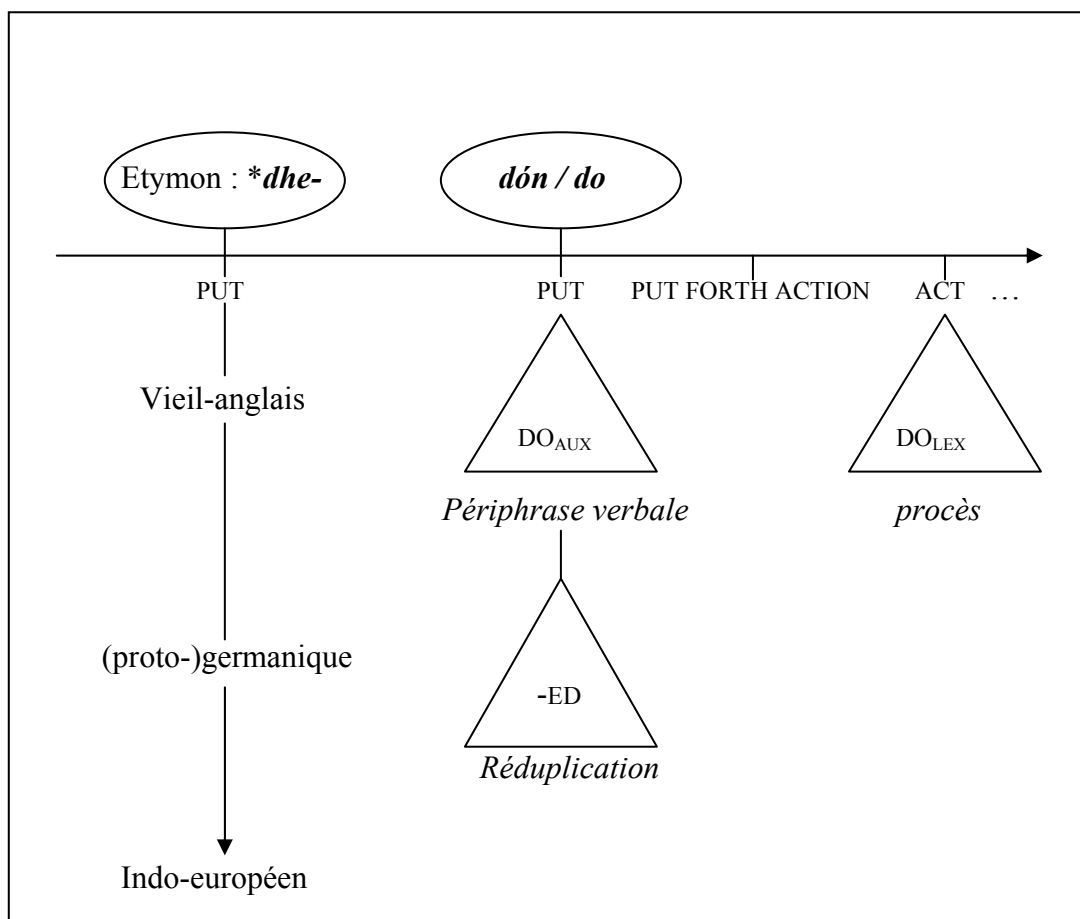 Etymon : *dhe-
dón / do
PUT
PUT
PUT FORTH ACTION
ACT
…
Vieil-anglais
DOAUX
DOLEX
Périphrase verbale
procès
(proto-)germanique
-ED
Réduplication
Indo-européen